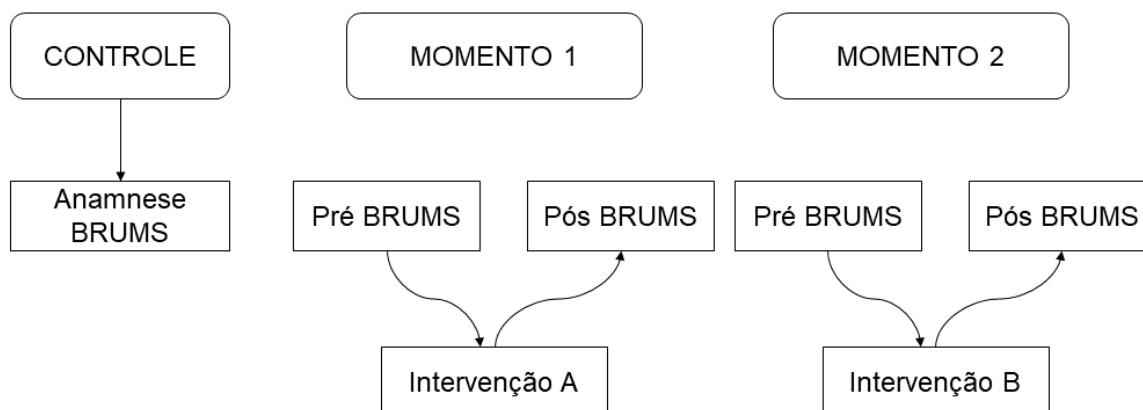 CONTROLE
MOMENTO 1
MOMENTO 2
Anamnese
BRUMS
Pré BRUMS
Pós BRUMS
Pré BRUMS
Pós BRUMS
Intervenção A
Intervenção B